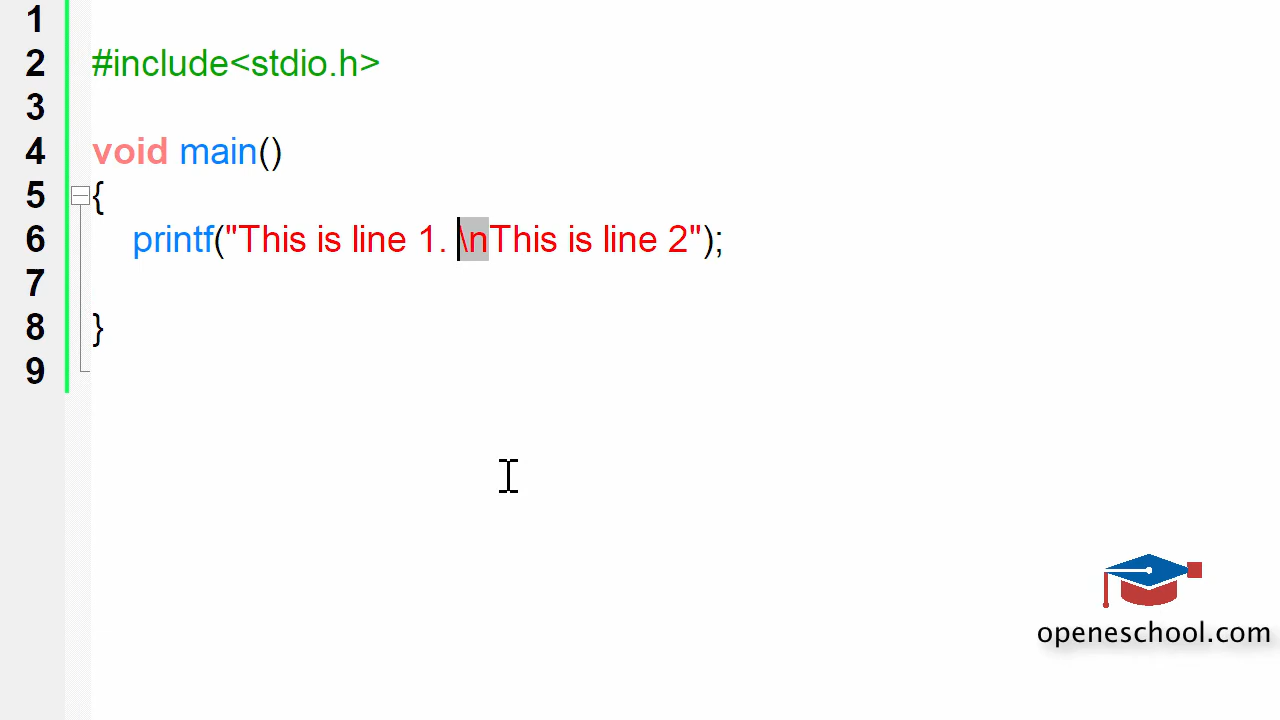 1
2 #include<stdio.h>
3
4 void main()
5 {
6 printf("This is line 1. \nThis is line 2");
7
8 }
9
openeschool.com